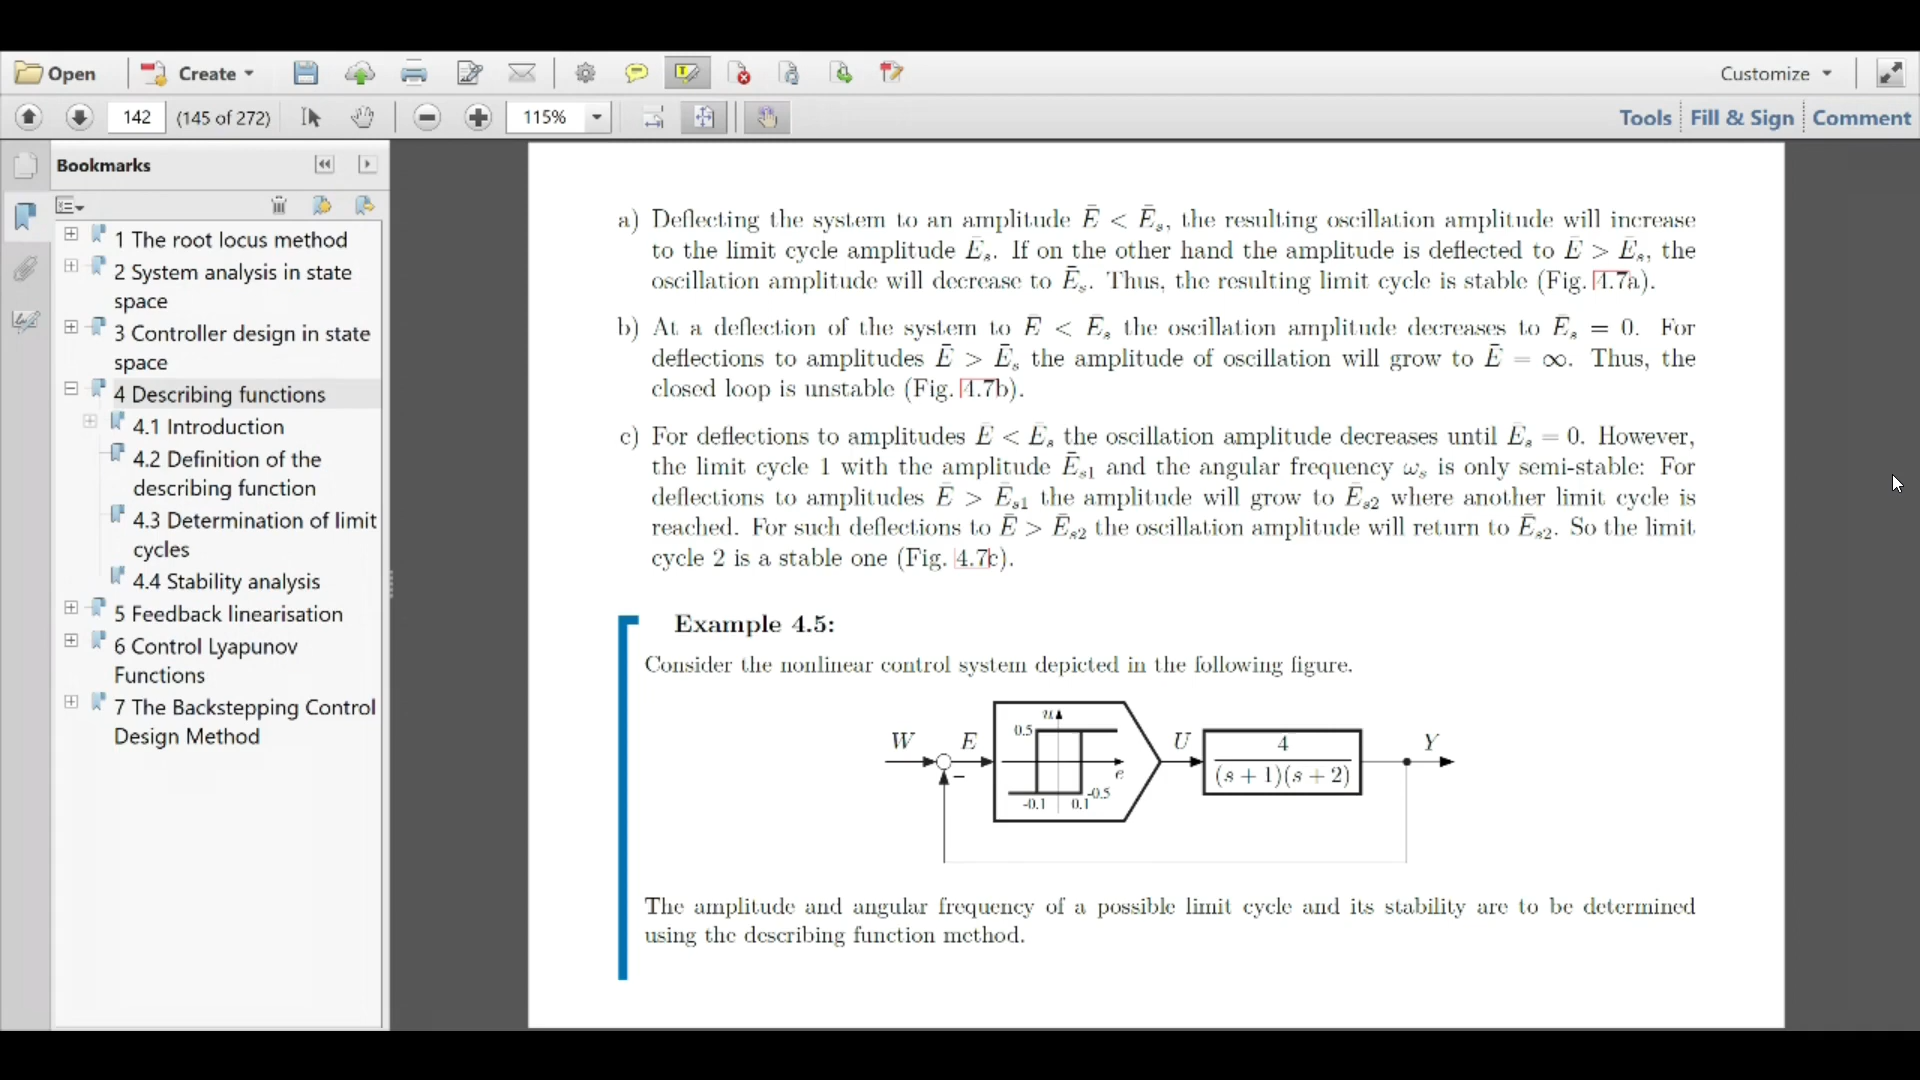 Open Create Customize
142 (145 of 272) 115% Tools Fill & Sign Comment
Bookmarks
1 The root locus method
2 System analysis in state
space
3 Controller design in state
space
4 Describing functions
4.1 Introduction
4.2 Definition of the
describing function
4.3 Determination of limit
cycles
4.4 Stability analysis
5 Feedback linearisation
6 Control Lyapunov
Functions
7 The Backstepping Control
Design Method
a) Deflecting the system to an amplitude Ē < Ēₛ, the resulting oscillation amplitude will increase
to the limit cycle amplitude Ēₛ. If on the other hand the amplitude is deflected to Ē > Ēₛ, the
oscillation amplitude will decrease to Ēₛ. Thus, the resulting limit cycle is stable (Fig. 4.7a).
b) At a deflection of the system to Ē < Ēₛ the oscillation amplitude decreases to Ēₛ = 0. For
deflections to amplitudes Ē > Ēₛ the amplitude of oscillation will grow to Ē = ∞. Thus, the
closed loop is unstable (Fig. 4.7b).
c) For deflections to amplitudes Ē < Ēₛ the oscillation amplitude decreases until Ēₛ = 0. However,
the limit cycle 1 with the amplitude Ēₛ₁ and the angular frequency ωₛ is only semi-stable: For
deflections to amplitudes Ē > Ēₛ₁ the amplitude will grow to Ēₛ₂ where another limit cycle is
reached. For such deflections to Ē > Ēₛ₂ the oscillation amplitude will return to Ēₛ₂. So the limit
cycle 2 is a stable one (Fig. 4.7c).
Example 4.5:
Consider the nonlinear control system depicted in the following figure.
W E u 0.5 e -0.1 0.1 -0.5 U 4 Y
(s + 1)(s + 2)
−
The amplitude and angular frequency of a possible limit cycle and its stability are to be determined
using the describing function method.